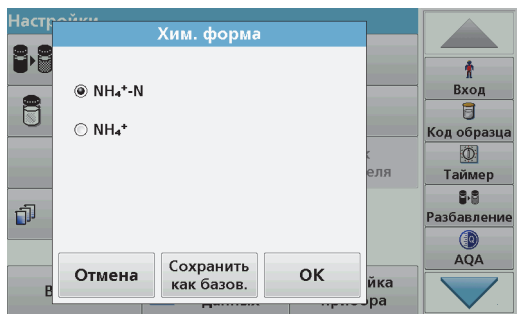 Настройки
Хим. форма
NH₄⁺-N
NH₄⁺
Отмена
Сохранить
как базов.
OK
Вход
Код образца
Таймер
Разбавление
AQA